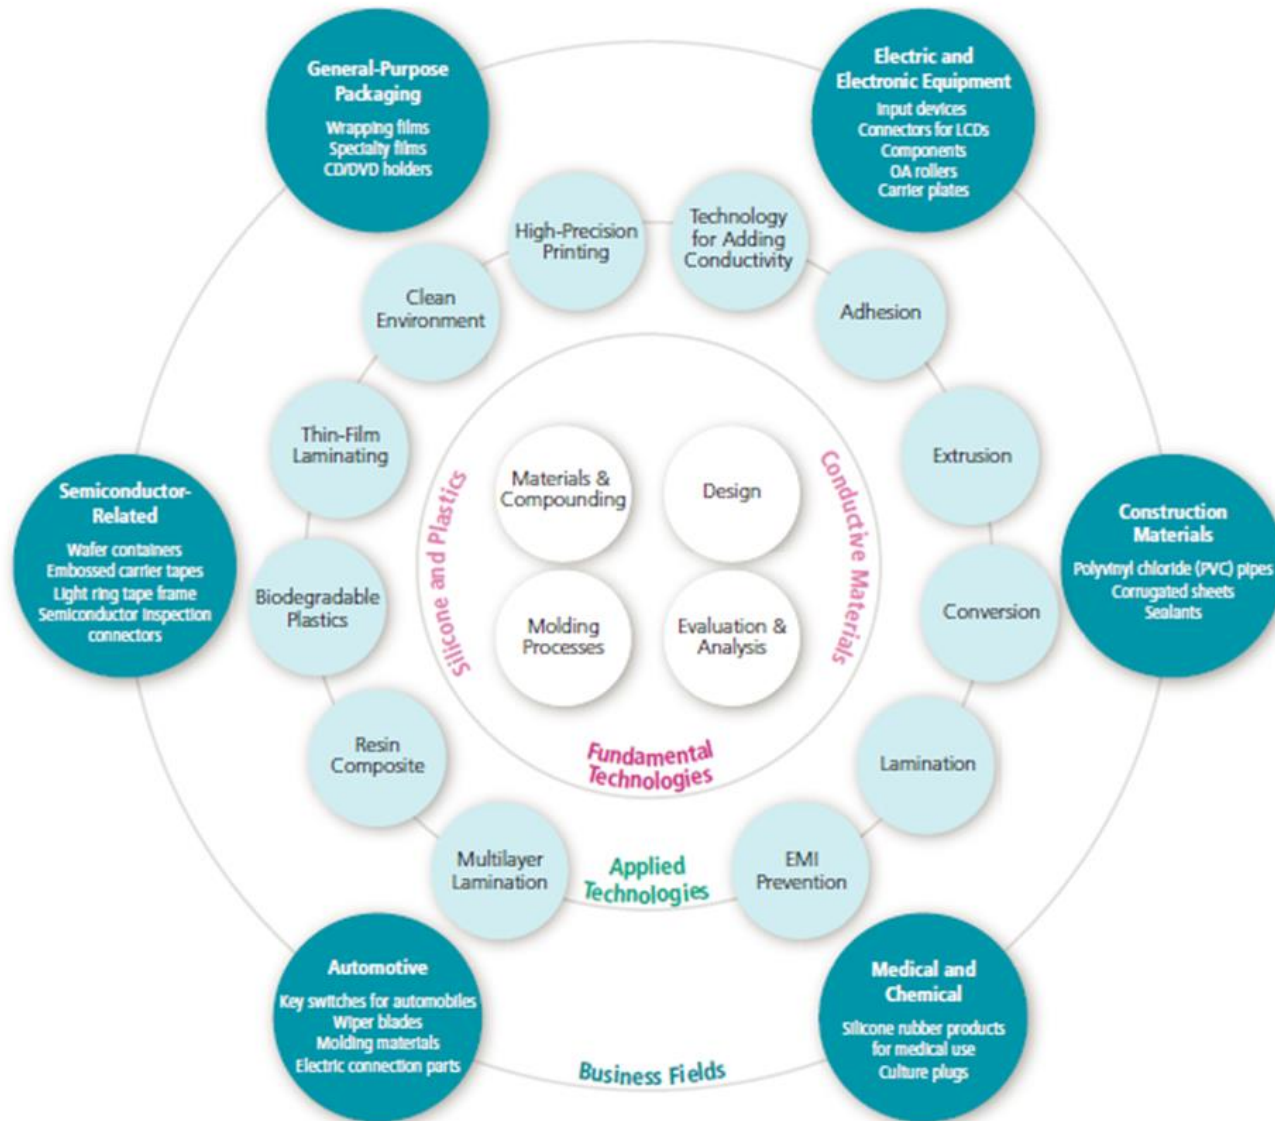 General-Purpose
Packaging
Wrapping films
Specialty films
CD/DVD holders
Electric and
Electronic Equipment
Input devices
Connectors for LCDs
Components
OA rollers
Carrier plates
High-Precision
Printing
Technology
for Adding
Conductivity
Clean
Environment
Adhesion
Thin-Film
Laminating
Extrusion
Semiconductor-
Related
Wafer containers
Embossed carrier tapes
Light ring tape frame
Semiconductor inspection
connectors
Silicone and Plastics
Materials &
Compounding
Design
Conductive Materials
Construction
Materials
Polyvinyl chloride (PVC) pipes
Corrugated sheets
Sealants
Biodegradable
Plastics
Molding
Processes
Evaluation &
Analysis
Conversion
Resin
Composite
Fundamental
Technologies
Lamination
Multilayer
Lamination
Applied
Technologies
EMI
Prevention
Automotive
Key switches for automobiles
Wiper blades
Molding materials
Electric connection parts
Business Fields
Medical and
Chemical
Silicone rubber products
for medical use
Culture plugs